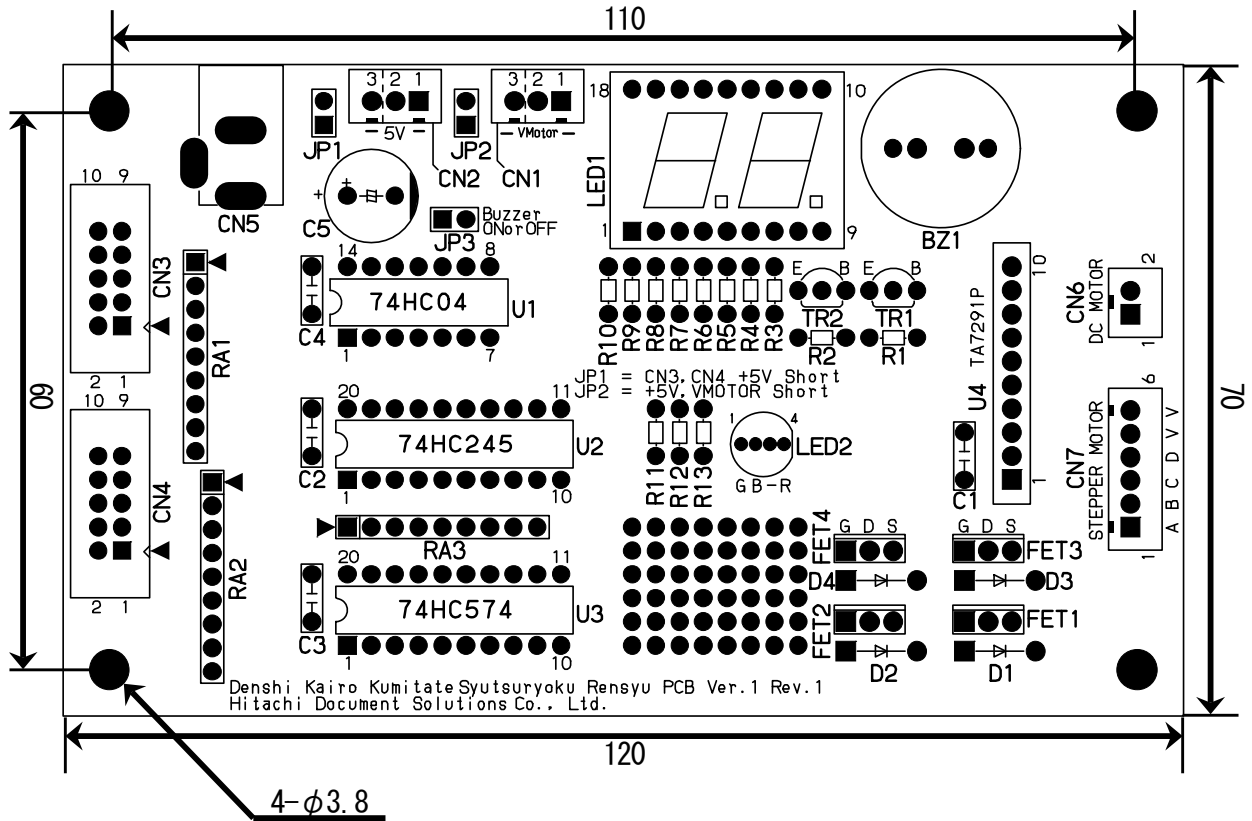 110
3 2 1
3 2 1
18
10
JP1
5V
JP2
VMotor
CN2
CN1
LED1
10 9
CN5
+
+
C5
JP3
Buzzer
ONorOFF
1
9
BZ1
CN3
14
8
74HC04
U1
C4
1
7
E B
E B
TR2
TR1
R10 R9 R8 R7 R6 R5 R4 R3
R2
R1
10
TA7291P
U4
1
CN6
DC MOTOR
2
1
2 1
RA1
JP1 = CN3,CN4 +5V Short
JP2 = +5V,VMOTOR Short
60
70
10 9
CN4
20
11
74HC245
U2
C2
1
10
R11 R12 R13
1
4
LED2
G B-R
C1
CN7
STEPPER MOTOR
6
1
A B C D V V
2 1
RA2
RA3
20
11
74HC574
U3
C3
1
10
FET4
G D S
G D S
FET3
D4
D3
FET2
FET1
D2
D1
Denshi Kairo Kumitate Syutsuryoku Rensyu PCB Ver.1 Rev.1
Hitachi Document Solutions Co., Ltd.
120
4-φ3.8